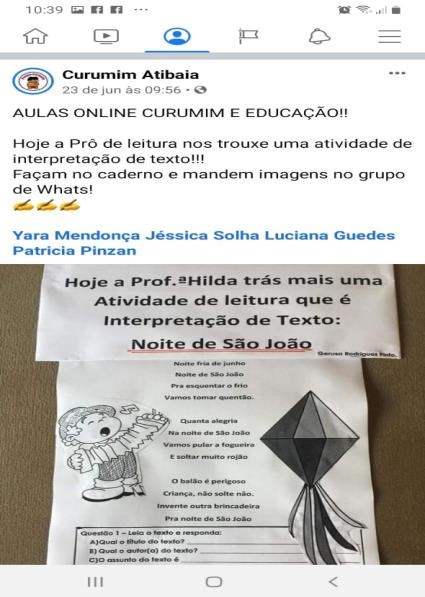 10:39
Curumim Atibaia
23 de jun às 09:56 •
AULAS ONLINE CURUMIM E EDUCAÇÃO!!
Hoje a Prô de leitura nos trouxe uma atividade de
interpretação de texto!!!
Façam no caderno e mandem imagens no grupo
de Whats!
Yara Mendonça Jéssica Solha Luciana Guedes
Patricia Pinzan
Hoje a Prof.ªHilda trás mais uma
Atividade de leitura que é
Interpretação de Texto:
Noite de São João
Gerusa Rodrigues Pinto.
Noite fria de junho
Noite de São João
Pra esquentar o frio
Vamos tomar quentão.
Quanta alegria
Na noite de São João
Vamos pular a fogueira
E soltar muito rojão
O balão é perigoso
Criança, não solte não.
Invente outra brincadeira
Pra noite de São João
Questão 1 – Leia o texto e responda:
A)Qual o título do texto?
B) Qual o autor(a) do texto?
C)O assunto do texto é